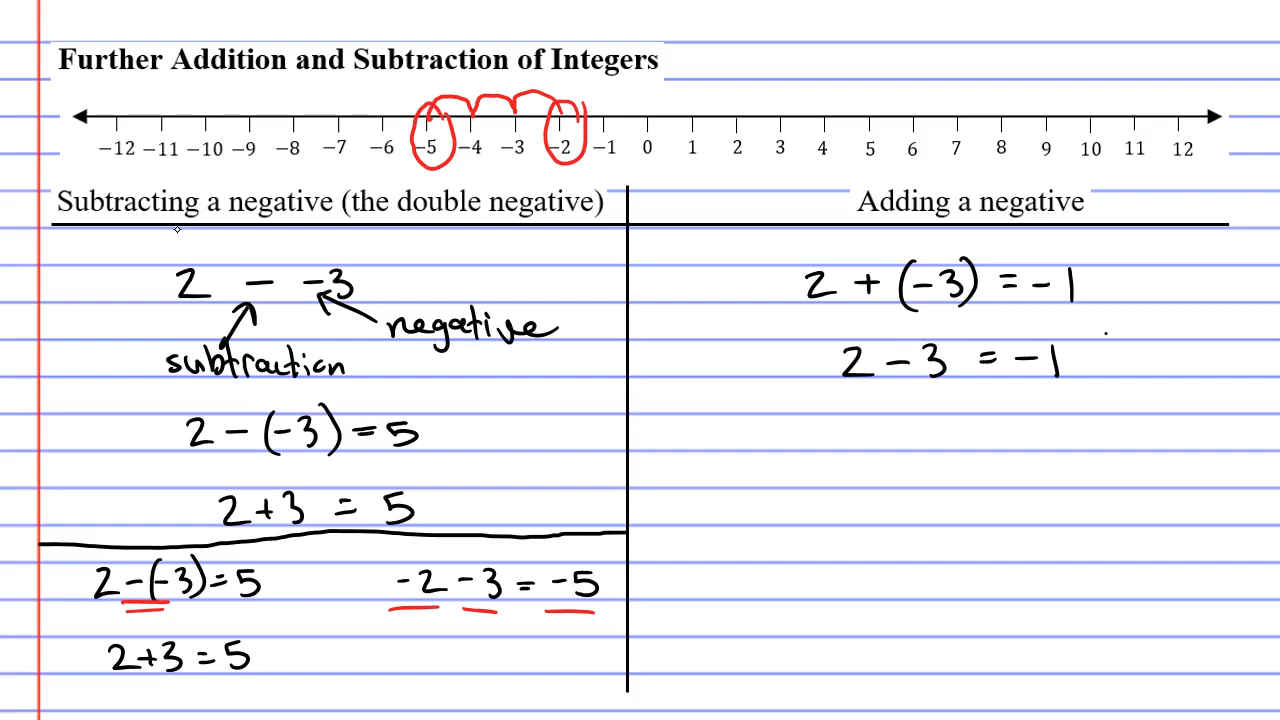 Further Addition and Subtraction of Integers
−12 −11 −10 −9 −8 −7 −6 −5 −4 −3 −2 −1 0 1 2 3 4 5 6 7 8 9 10 11 12
Subtracting a negative (the double negative)
2 − −3
negative
subtraction
2 − (−3) = 5
2 + 3 = 5
2 − (−3) = 5
−2 − 3 = −5
2 + 3 = 5
Adding a negative
2 + (−3) = −1
2 − 3 = −1